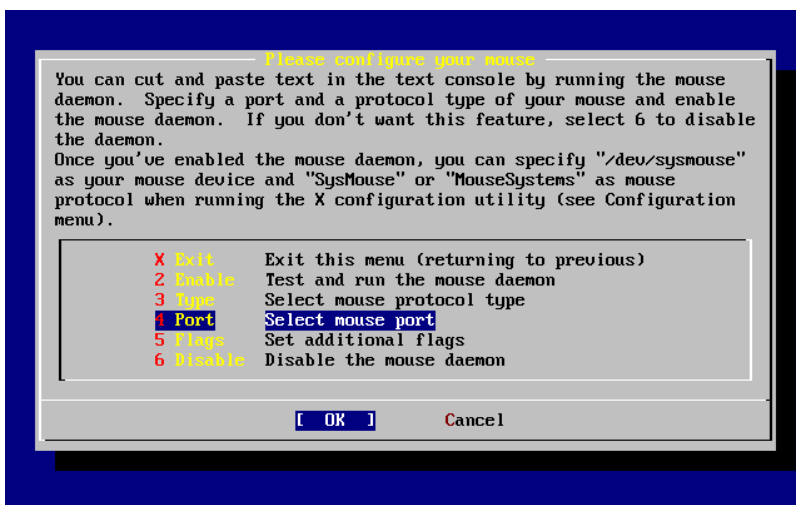 Please configure your mouse
You can cut and paste text in the text console by running the mouse
daemon.  Specify a port and a protocol type of your mouse and enable
the mouse daemon.  If you don't want this feature, select 6 to disable
the daemon.
Once you've enabled the mouse daemon, you can specify "/dev/sysmouse"
as your mouse device and "SysMouse" or "MouseSystems" as mouse
protocol when running the X configuration utility (see Configuration
menu).
X Exit Exit this menu (returning to previous)
2 Enable Test and run the mouse daemon
3 Type Select mouse protocol type
4 Port Select mouse port
5 Flags Set additional flags
6 Disable Disable the mouse daemon
[ OK ] Cancel